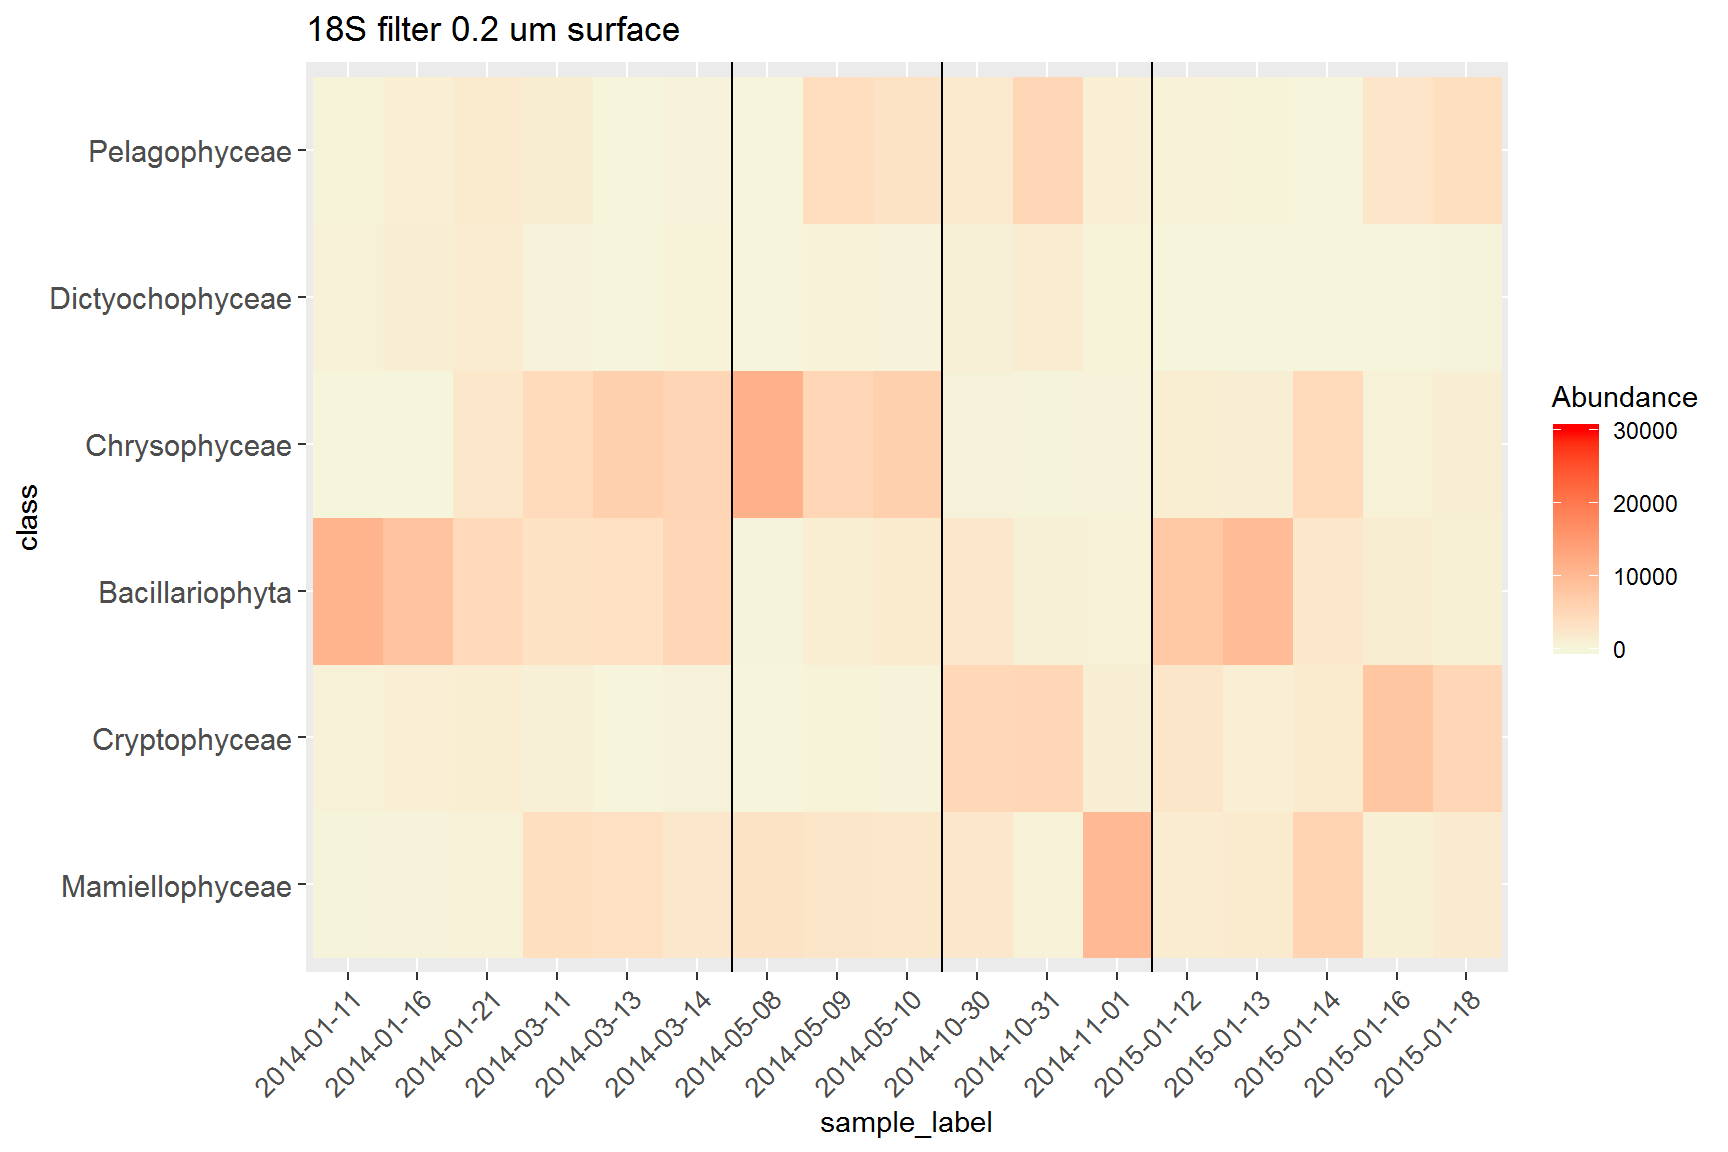 18S filter 0.2 um surface
class
Pelagophyceae
Dictyochophyceae
Chrysophyceae
Bacillariophyta
Cryptophyceae
Mamiellophyceae
2014-01-11
2014-01-16
2014-01-21
2014-03-11
2014-03-13
2014-03-14
2014-05-08
2014-05-09
2014-05-10
2014-10-30
2014-10-31
2014-11-01
2015-01-12
2015-01-13
2015-01-14
2015-01-16
2015-01-18
sample_label
Abundance
30000
20000
10000
0